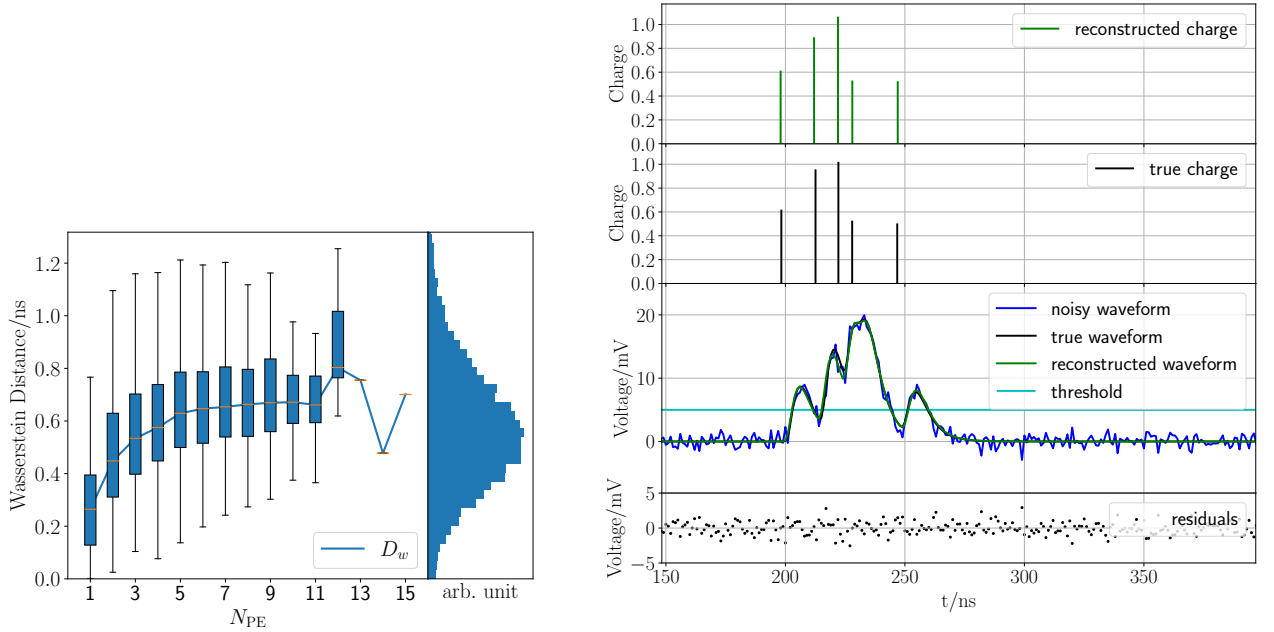 1.2
1.0
0.8
0.6
0.4
0.2
0.0
Wasserstein Distance/ns
D_w
1 3 5 7 9 11 13 15
arb. unit
N_PE
1.0
0.8
0.6
0.4
0.2
0.0
Charge
reconstructed charge
1.0
0.8
0.6
0.4
0.2
0.0
Charge
true charge
20
10
0
Voltage/mV
noisy waveform
true waveform
reconstructed waveform
threshold
5
0
−5
Voltage/mV
residuals
150 200 250 300 350
t/ns